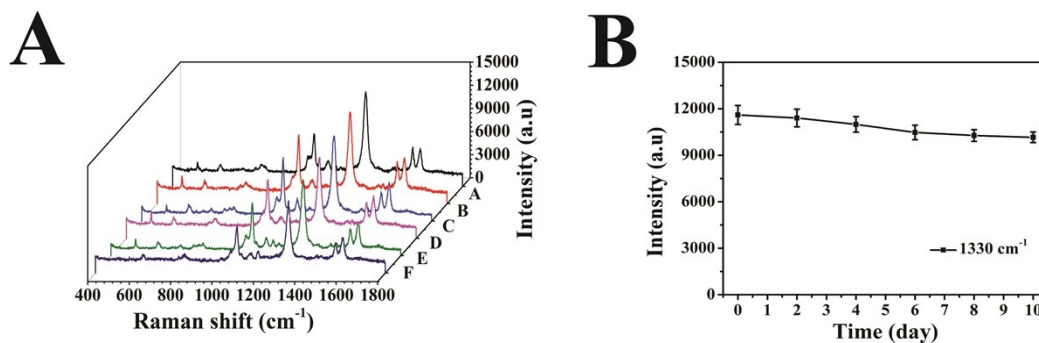 A
15000
12000
9000
6000
3000
0
Intensity (a.u)
A
B
C
D
E
F
400 600 800 1000 1200 1400 1600 1800
Raman shift (cm-1)
B
15000
12000
9000
6000
3000
0
Intensity (a.u)
1330 cm-1
0 1 2 3 4 5 6 7 8 9 10
Time (day)